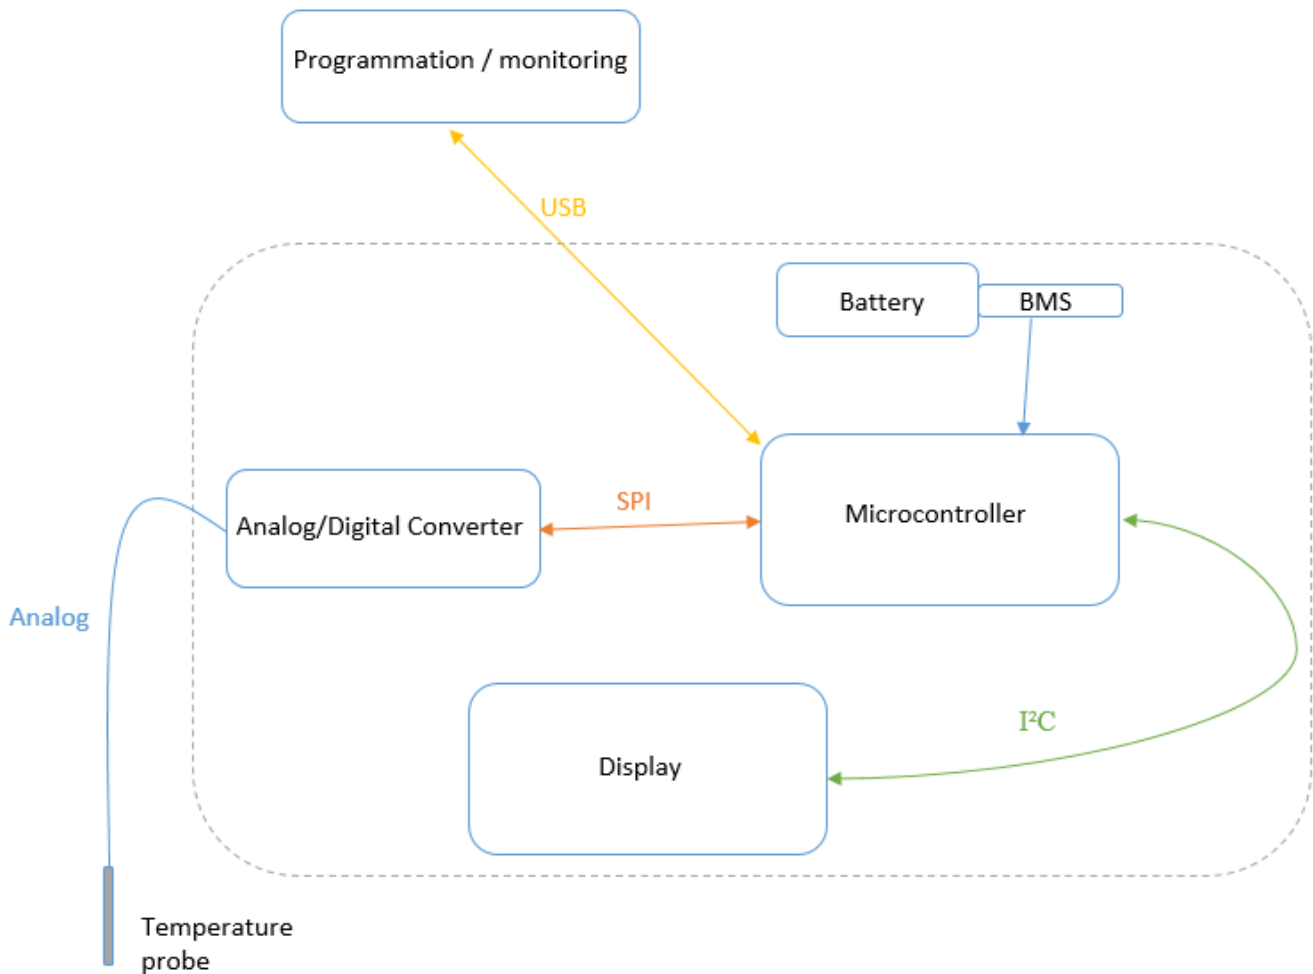 Programmation / monitoring
USB
Battery
BMS
SPI
Microcontroller
Analog/Digital Converter
Analog
I²C
Display
Temperature
probe